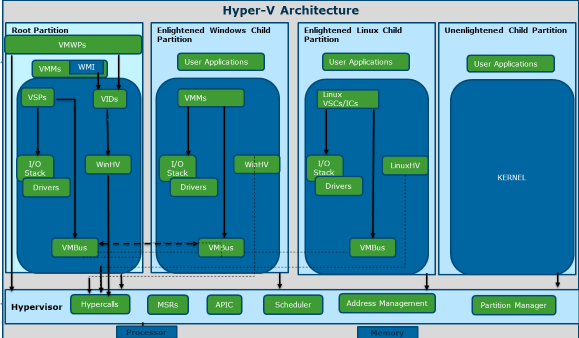 Hyper-V Architecture
Root Partition
VMWPs
VMMs
WMI
VSPs
VIDs
I/O
Stack
WinHV
Drivers
VMBus
Enlightened Windows Child
Partition
User Applications
VMMs
I/O
Stack
WinHV
Drivers
VMBus
Enlightened Linux Child
Partition
User Applications
Linux
VSCs/ICs
I/O
Stack
LinuxHV
Drivers
VMBus
Unenlightened Child Partition
User Applications
KERNEL
Hypervisor
Hypercalls
MSRs
APIC
Scheduler
Address Management
Partition Manager
Processor
Memory